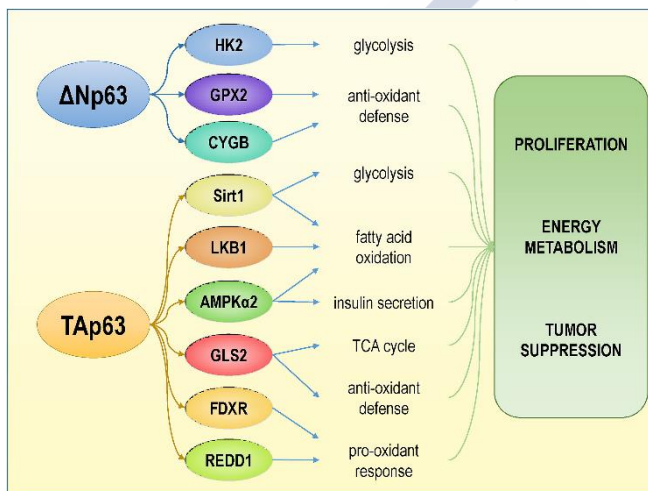 ΔNp63
HK2
GPX2
CYGB
glycolysis
anti-oxidant
defense
TAp63
Sirt1
LKB1
AMPKα2
GLS2
FDXR
REDD1
glycolysis
fatty acid
oxidation
insulin secretion
TCA cycle
anti-oxidant
defense
pro-oxidant
response
PROLIFERATION
ENERGY
METABOLISM
TUMOR
SUPPRESSION